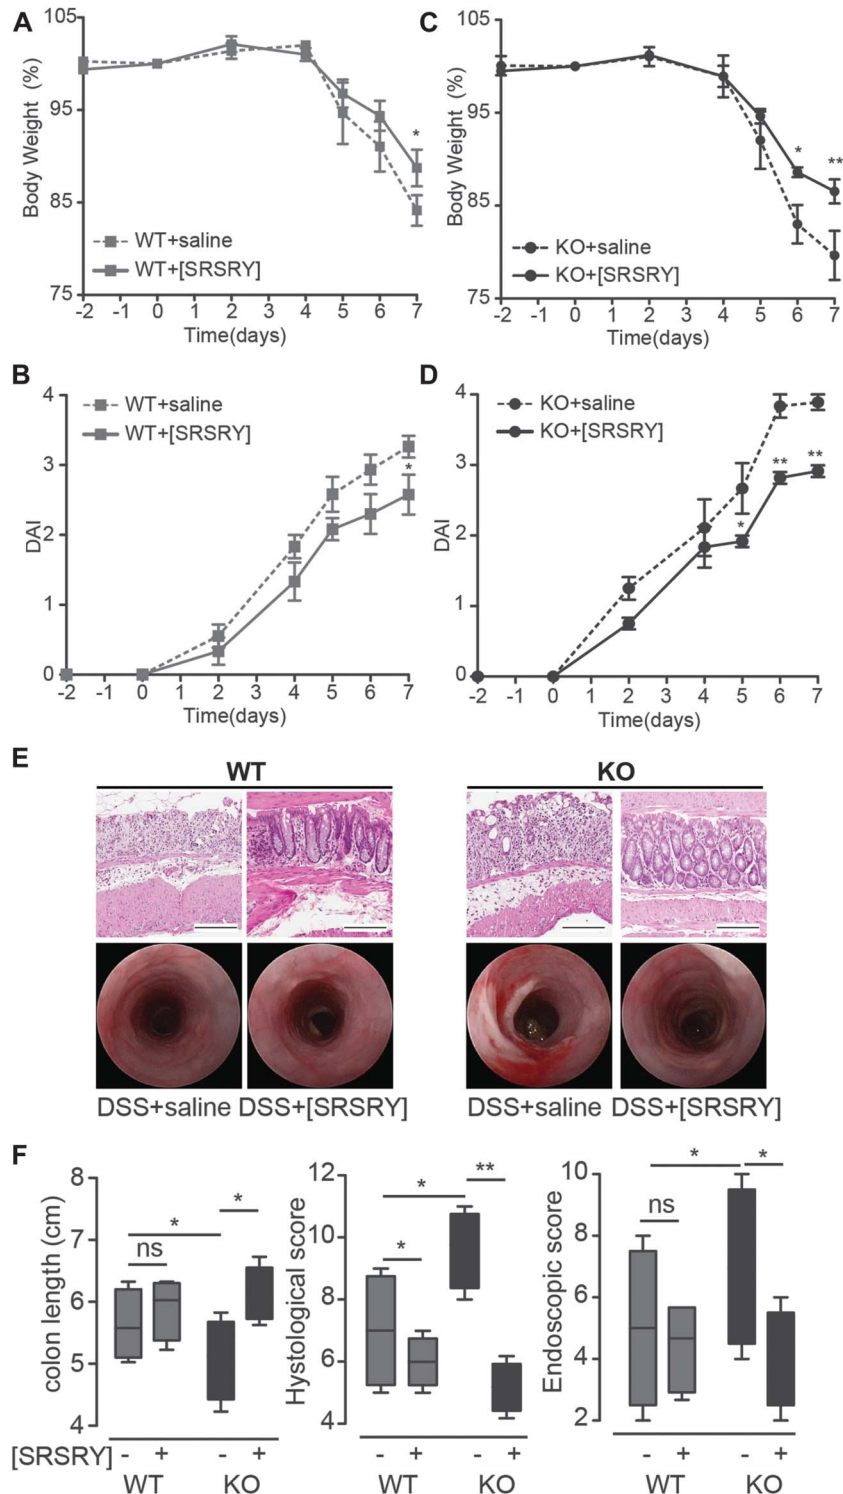 A
105
95
85
75
Body Weight (%)
*
WT+saline
WT+[SRSRY]
-2 -1 0 1 2 3 4 5 6 7
Time(days)
C
105
95
85
75
Body Weight (%)
* **
KO+saline
KO+[SRSRY]
-2 -1 0 1 2 3 4 5 6 7
Time(days)
B
4
3
2
1
0
DAI
WT+saline
WT+[SRSRY]
*
-2 -1 0 1 2 3 4 5 6 7
Time(days)
D
4
3
2
1
0
DAI
KO+saline
KO+[SRSRY]
* ** **
-2 -1 0 1 2 3 4 5 6 7
Time(days)
E
WT KO
DSS+saline DSS+[SRSRY] DSS+saline DSS+[SRSRY]
F
8
7
6
5
4
colon length (cm)
ns * *
12
10
8
6
4
Hystological score
* * **
10
8
6
4
2
Endoscopic score
ns * *
[SRSRY] - + - + - + - + - + - +
WT KO WT KO WT KO